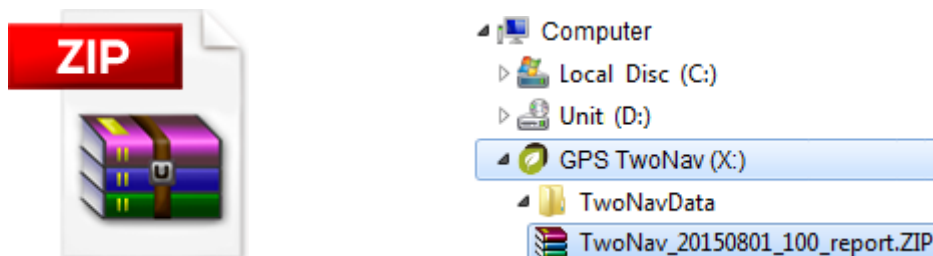 ZIP
Computer
Local Disc (C:)
Unit (D:)
GPS TwoNav (X:)
TwoNavData
TwoNav_20150801_100_report.ZIP